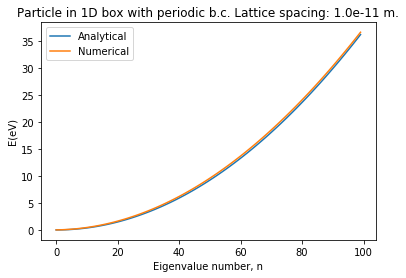 Particle in 1D box with periodic b.c. Lattice spacing: 1.0e-11 m.
Analytical
Numerical
35
30
25
20
15
10
5
0
E(eV)
0 20 40 60 80 100
Eigenvalue number, n